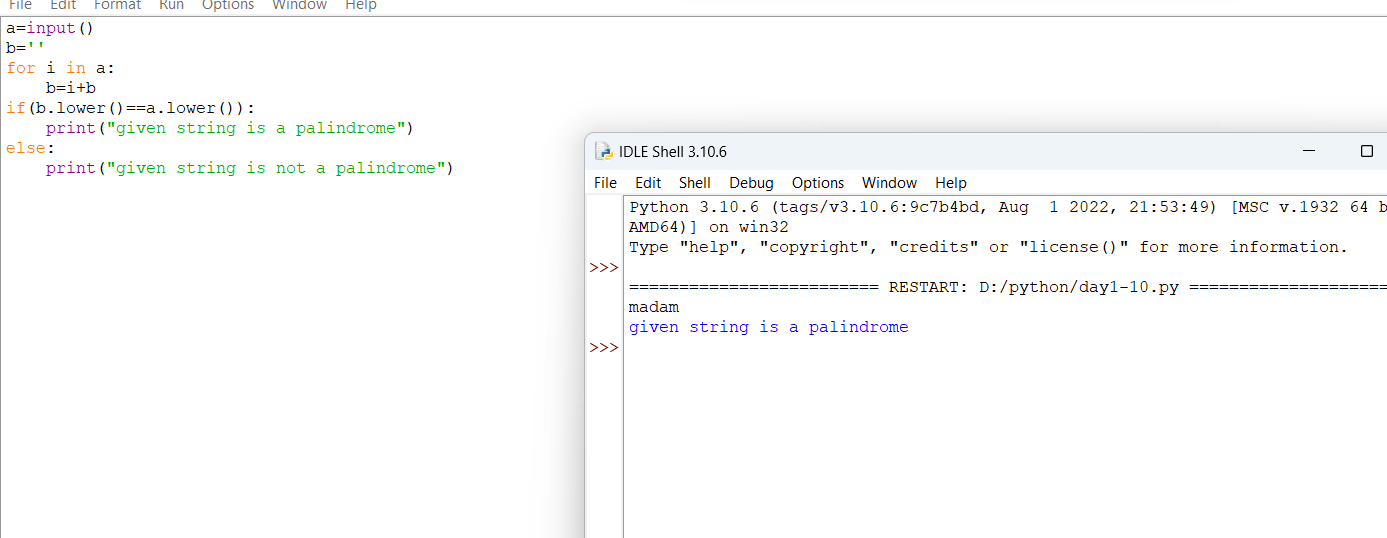 File Edit Format Run Options Window Help
a=input()
b=''
for i in a:
    b=i+b
if(b.lower()==a.lower()):
    print("given string is a palindrome")
else:
    print("given string is not a palindrome")
IDLE Shell 3.10.6
File Edit Shell Debug Options Window Help
Python 3.10.6 (tags/v3.10.6:9c7b4bd, Aug  1 2022, 21:53:49) [MSC v.1932 64 b
AMD64)] on win32
Type "help", "copyright", "credits" or "license()" for more information.
>>>
========================= RESTART: D:/python/day1-10.py ====================
madam
given string is a palindrome
>>>